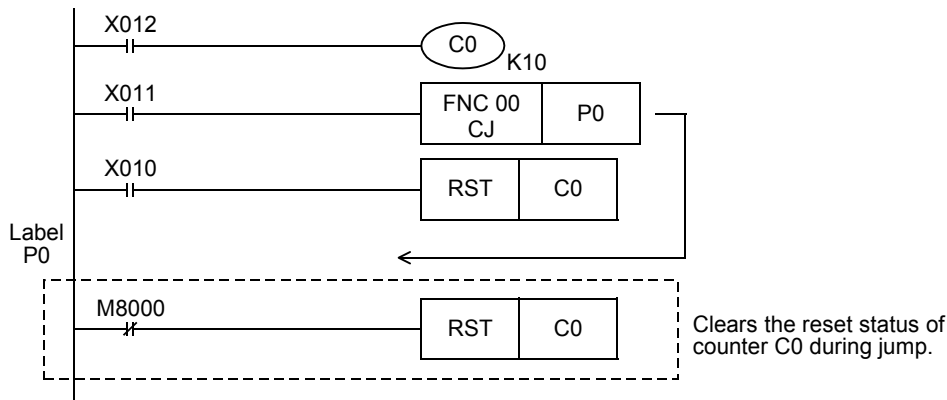 X012
C0
K10
X011
FNC 00
CJ
P0
X010
RST
C0
Label
P0
M8000
RST
C0
Clears the reset status of
counter C0 during jump.